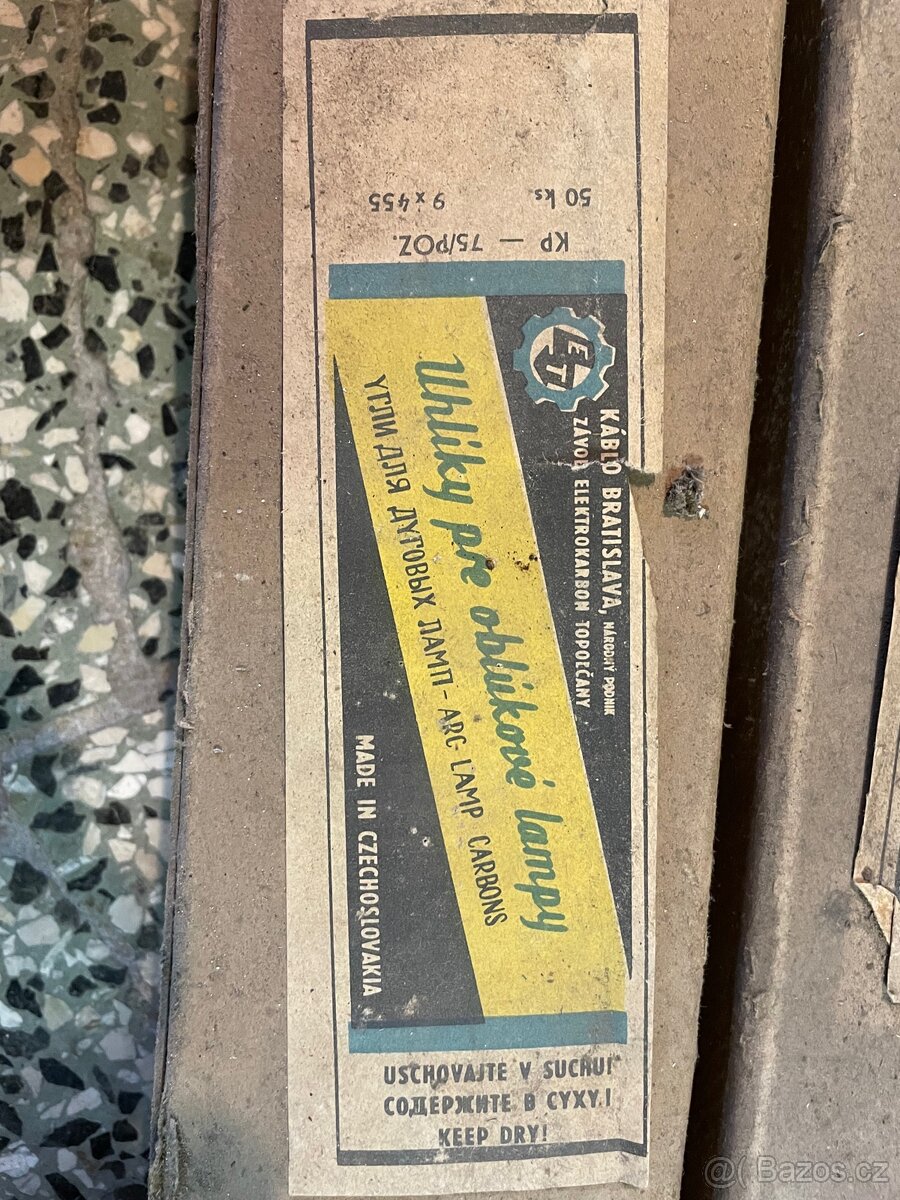 KP — 75/POZ.
9 x 455 50 ks
E
TI
KÁBLO BRATISLAVA, NÁRODNÝ PODNIK
ZÁVOD ELEKTROKARBON TOPOĽČANY
Uhlíky pre oblúkové lampy
УГЛИ ДЛЯ ДУГОВЫХ ЛАМП - ARC LAMP CARBONS
MADE IN CZECHOSLOVAKIA
USCHOVAJTE V SUCHU!
СОДЕРЖИТЕ В СУХУ!
KEEP DRY!
Bazos.cz